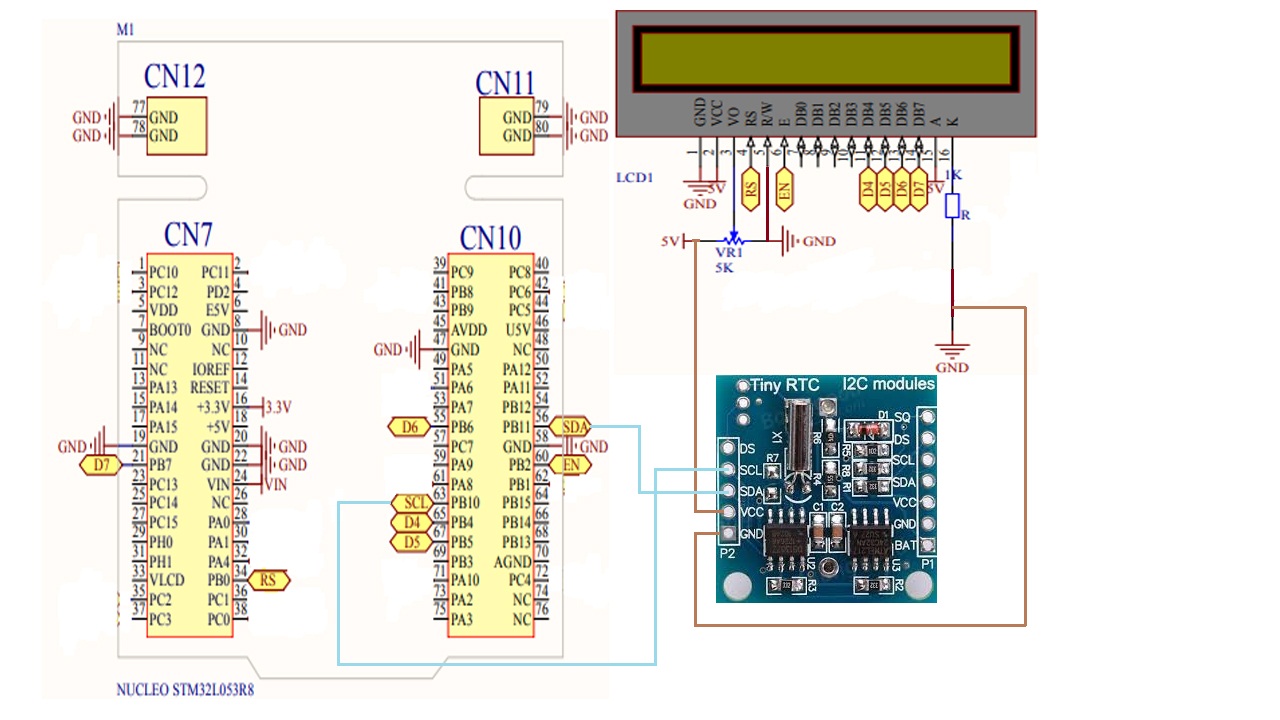 M1
CN12
GND 77 GND
GND 78 GND
CN11
GND 79 GND
GND 80 GND
CN7
1 PC10 PC11 2
3 PC12 PD2 4
5 VDD E5V 6
7 BOOT0 GND 8 GND
9 NC NC 10
11 NC IOREF 12
13 PA13 RESET 14
15 PA14 +3.3V 16 3.3V
17 PA15 +5V 18
GND 19 GND GND 20 GND
D7 21 PB7 GND 22 GND
23 PC13 VIN 24 VIN
25 PC14 NC 26
27 PC15 PA0 28
29 PH0 PA1 30
31 PH1 PA4 32
33 VLCD PB0 34 RS
35 PC2 PC1 36
37 PC3 PC0 38
CN10
39 PC9 PC8 40
41 PB8 PC6 42
43 PB9 PC5 44
45 AVDD U5V 46
GND 47 GND NC 48
49 PA5 PA12 50
51 PA6 PA11 52
53 PA7 PB12 54
D6 55 PB6 PB11 56 SDA
57 PC7 GND 58 GND
59 PA9 PB2 60 EN
61 PA8 PB1 62
SCL 63 PB10 PB15 64
D4 65 PB4 PB14 66
D5 67 PB5 PB13 68
69 PB3 AGND 70
71 PA10 PC4 72
73 PA2 NC 74
75 PA3 NC 76
NUCLEO STM32L053R8
GND VCC VO RS R/W E DB0 DB1 DB2 DB3 DB4 DB5 DB6 DB7 A K
1 2 3 4 5 6 7 8 9 10 11 12 13 14 15 16
LCD1
GND
5V
RS
EN
D4 D5 D6 D7
5V
1K
R
5V
VR1
5K
GND
GND
Tiny RTC I2C modules
DS
SCL
SDA
VCC
GND
P2
X1
R7
R6
R4
D1
R5
R8
R1
C1 C2
U2
U3
R3
R2
SQ
DS
SCL
SDA
VCC
GND
BAT
P1